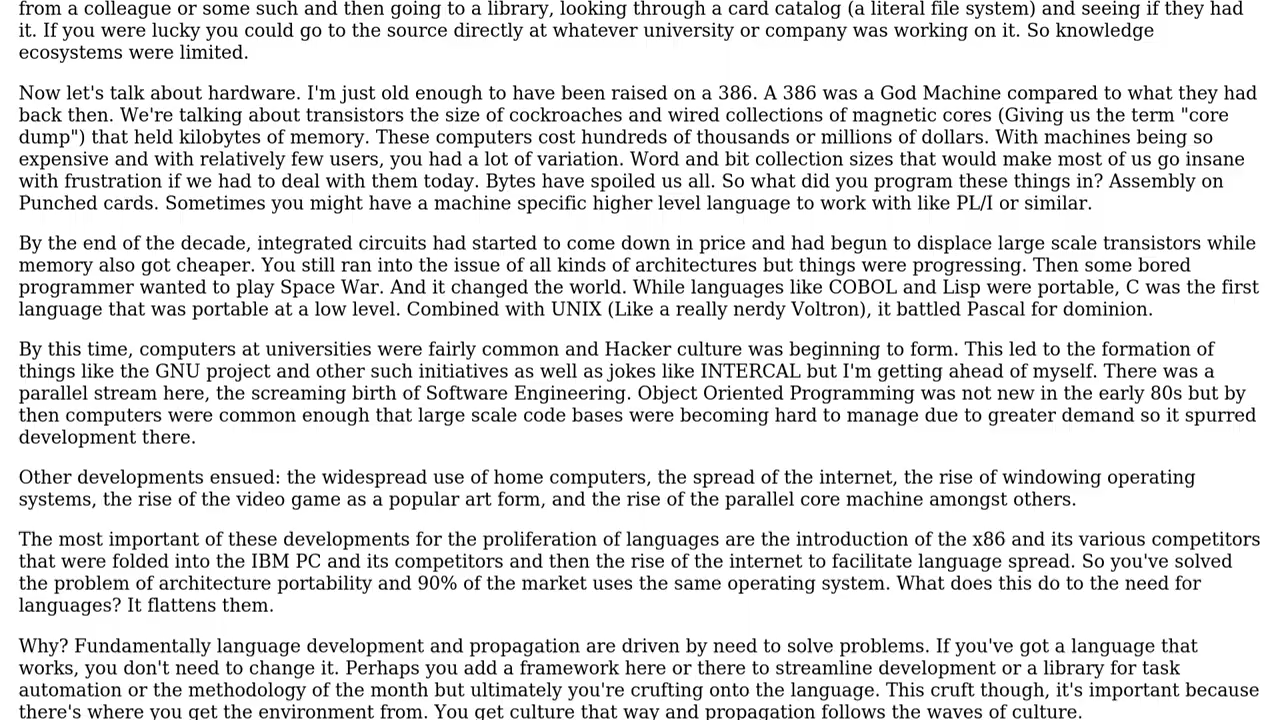 from a colleague or some such and then going to a library, looking through a card catalog (a literal file system) and seeing if they had
it. If you were lucky you could go to the source directly at whatever university or company was working on it. So knowledge
ecosystems were limited.
Now let's talk about hardware. I'm just old enough to have been raised on a 386. A 386 was a God Machine compared to what they had
back then. We're talking about transistors the size of cockroaches and wired collections of magnetic cores (Giving us the term "core
dump") that held kilobytes of memory. These computers cost hundreds of thousands or millions of dollars. With machines being so
expensive and with relatively few users, you had a lot of variation. Word and bit collection sizes that would make most of us go insane
with frustration if we had to deal with them today. Bytes have spoiled us all. So what did you program these things in? Assembly on
Punched cards. Sometimes you might have a machine specific higher level language to work with like PL/I or similar.
By the end of the decade, integrated circuits had started to come down in price and had begun to displace large scale transistors while
memory also got cheaper. You still ran into the issue of all kinds of architectures but things were progressing. Then some bored
programmer wanted to play Space War. And it changed the world. While languages like COBOL and Lisp were portable, C was the first
language that was portable at a low level. Combined with UNIX (Like a really nerdy Voltron), it battled Pascal for dominion.
By this time, computers at universities were fairly common and Hacker culture was beginning to form. This led to the formation of
things like the GNU project and other such initiatives as well as jokes like INTERCAL but I'm getting ahead of myself. There was a
parallel stream here, the screaming birth of Software Engineering. Object Oriented Programming was not new in the early 80s but by
then computers were common enough that large scale code bases were becoming hard to manage due to greater demand so it spurred
development there.
Other developments ensued: the widespread use of home computers, the spread of the internet, the rise of windowing operating
systems, the rise of the video game as a popular art form, and the rise of the parallel core machine amongst others.
The most important of these developments for the proliferation of languages are the introduction of the x86 and its various competitors
that were folded into the IBM PC and its competitors and then the rise of the internet to facilitate language spread. So you've solved
the problem of architecture portability and 90% of the market uses the same operating system. What does this do to the need for
languages? It flattens them.
Why? Fundamentally language development and propagation are driven by need to solve problems. If you've got a language that
works, you don't need to change it. Perhaps you add a framework here or there to streamline development or a library for task
automation or the methodology of the month but ultimately you're crufting onto the language. This cruft though, it's important because
there's where you get the environment from. You get culture that way and propagation follows the waves of culture.